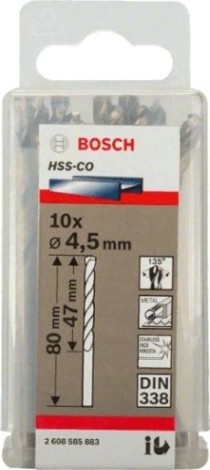 BOSCH
HSS-CO
10x
ø 4,5 mm
135°
80 mm
47 mm
METAL
STAINLESS
INOX
DIN
338
2 608 585 883